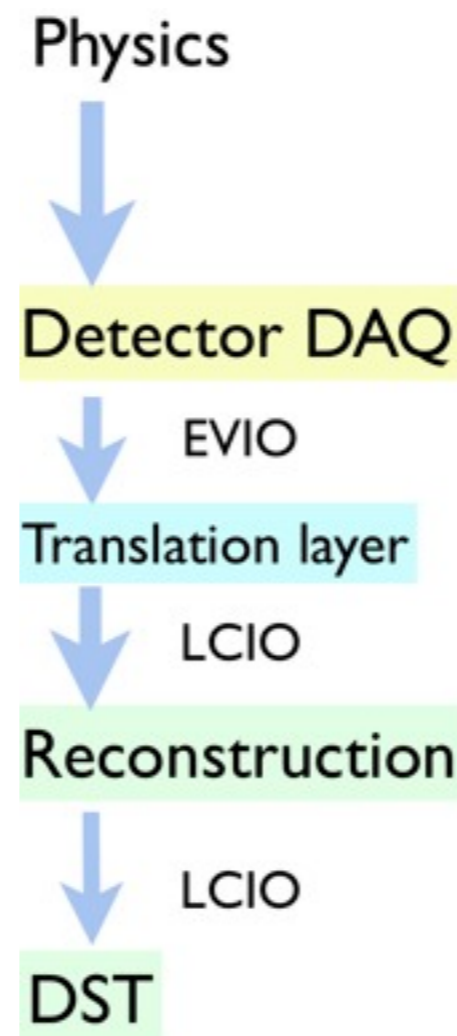 Physics
Detector DAQ
EVIO
Translation layer
LCIO
Reconstruction
LCIO
DST